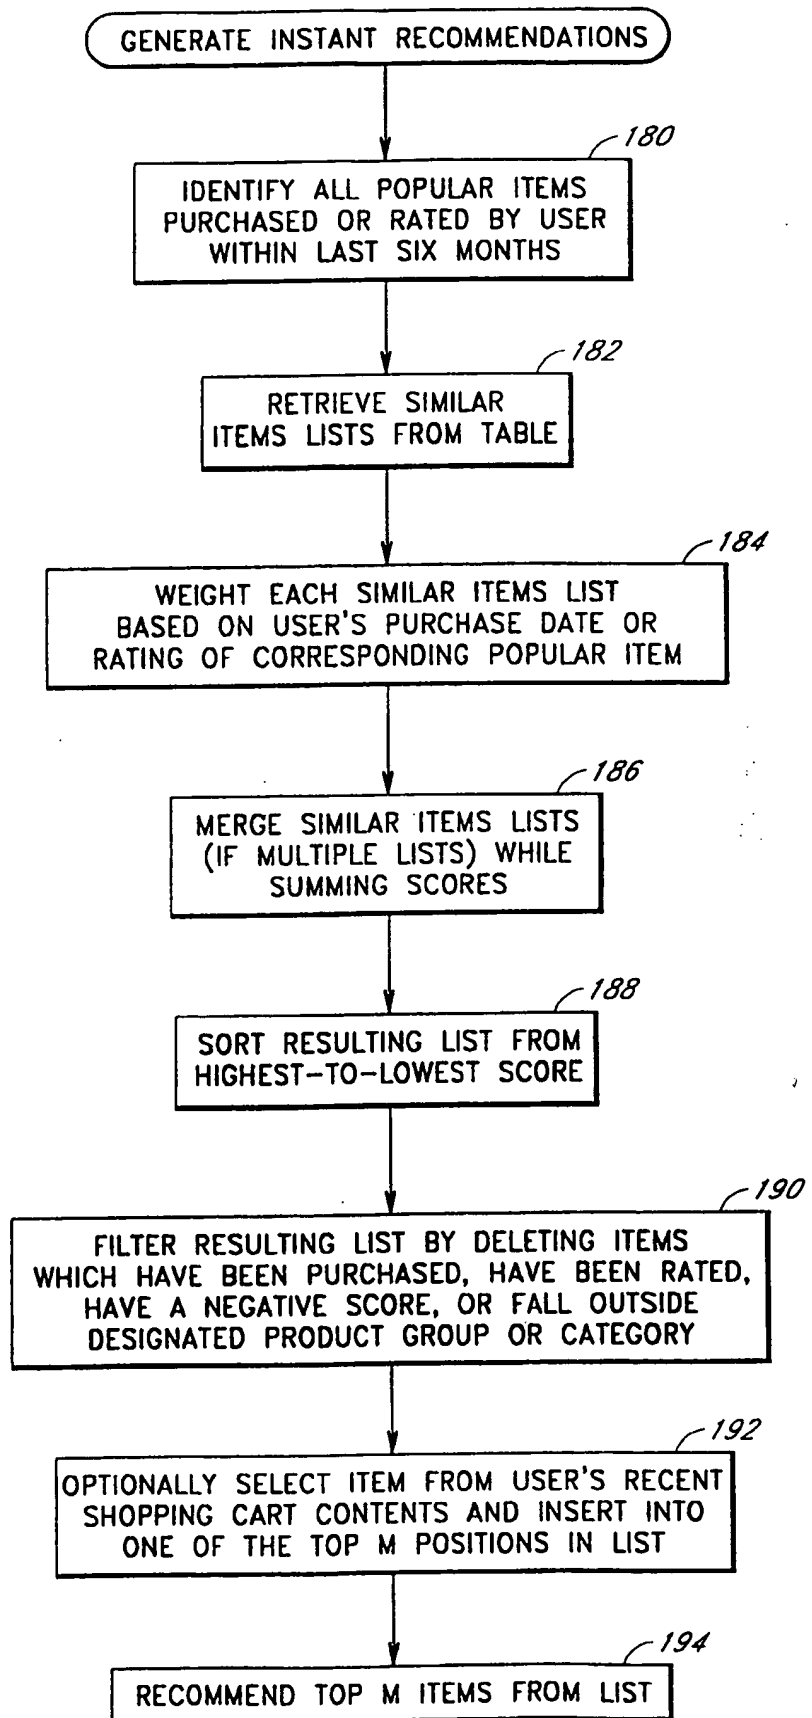 GENERATE INSTANT RECOMMENDATIONS
180
IDENTIFY ALL POPULAR ITEMS
PURCHASED OR RATED BY USER
WITHIN LAST SIX MONTHS
182
RETRIEVE SIMILAR
ITEMS LISTS FROM TABLE
184
WEIGHT EACH SIMILAR ITEMS LIST
BASED ON USER'S PURCHASE DATE OR
RATING OF CORRESPONDING POPULAR ITEM
186
MERGE SIMILAR ITEMS LISTS
(IF MULTIPLE LISTS) WHILE
SUMMING SCORES
188
SORT RESULTING LIST FROM
HIGHEST-TO-LOWEST SCORE
190
FILTER RESULTING LIST BY DELETING ITEMS
WHICH HAVE BEEN PURCHASED, HAVE BEEN RATED,
HAVE A NEGATIVE SCORE, OR FALL OUTSIDE
DESIGNATED PRODUCT GROUP OR CATEGORY
192
OPTIONALLY SELECT ITEM FROM USER'S RECENT
SHOPPING CART CONTENTS AND INSERT INTO
ONE OF THE TOP M POSITIONS IN LIST
194
RECOMMEND TOP M ITEMS FROM LIST